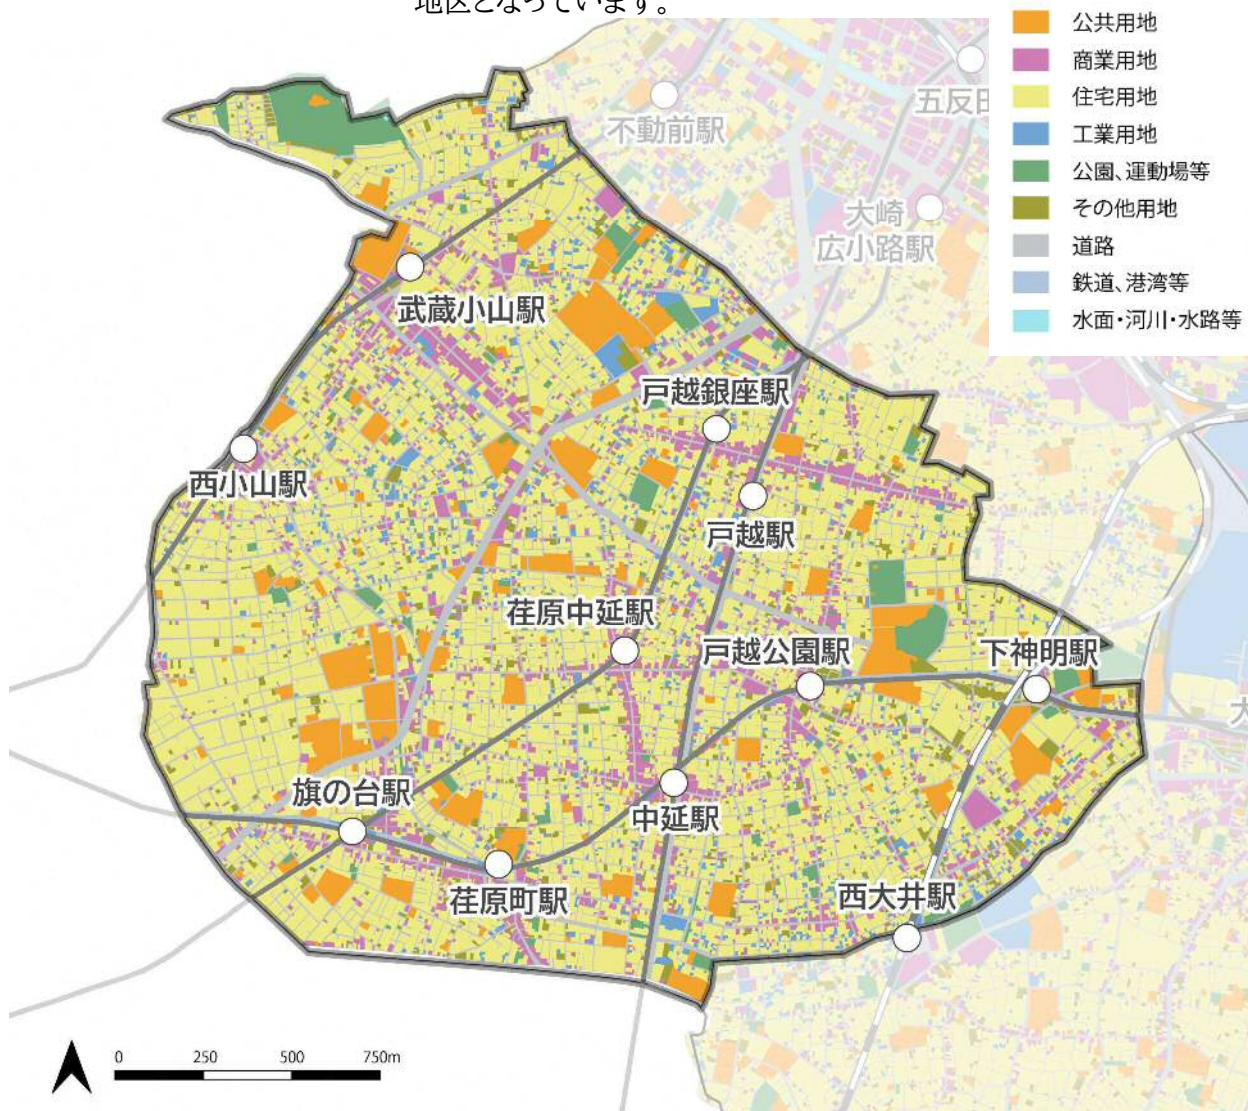 地区となっています。
公共用地
商業用地
住宅用地
工業用地
公園、運動場等
その他用地
道路
鉄道、港湾等
水面・河川・水路等
五反田
不動前駅
大崎
広小路駅
武蔵小山駅
戸越銀座駅
西小山駅
戸越駅
荏原中延駅
戸越公園駅
下神明駅
大
旗の台駅
中延駅
西大井駅
荏原町駅
0 250 500 750m